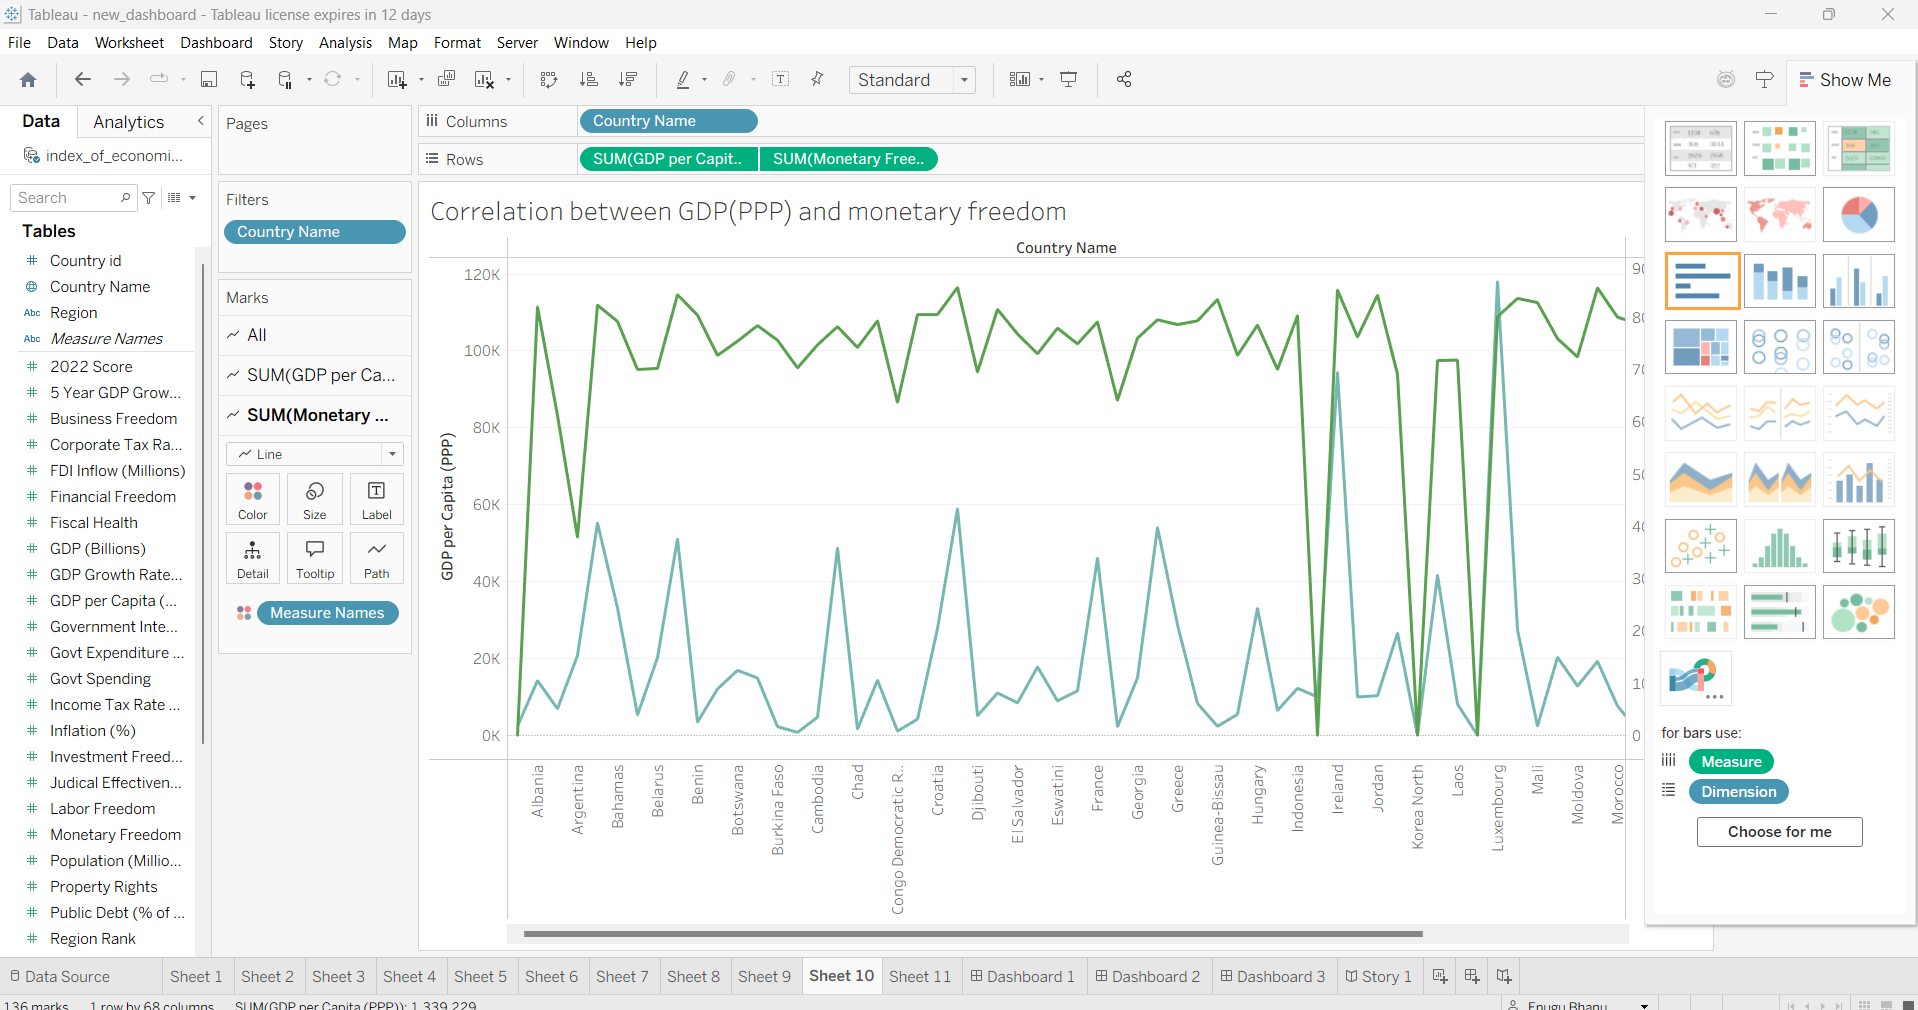 Tableau - new_dashboard - Tableau license expires in 12 days
File Data Worksheet Dashboard Story Analysis Map Format Server Window Help
Standard
Show Me
Data Analytics
index_of_economi...
Search
Tables
Country id
Country Name
Abc Region
Abc Measure Names
2022 Score
5 Year GDP Grow...
Business Freedom
Corporate Tax Ra...
FDI Inflow (Millions)
Financial Freedom
Fiscal Health
GDP (Billions)
GDP Growth Rate...
GDP per Capita (...
Government Inte...
Govt Expenditure ...
Govt Spending
Income Tax Rate ...
Inflation (%)
Investment Freed...
Judical Effectiven...
Labor Freedom
Monetary Freedom
Population (Millio...
Property Rights
Public Debt (% of ...
Region Rank
Pages
Filters
Country Name
Marks
All
SUM(GDP per Ca...
SUM(Monetary ...
Line
Color Size Label
Detail Tooltip Path
Measure Names
Columns Country Name
Rows SUM(GDP per Capit.. SUM(Monetary Free..
Correlation between GDP(PPP) and monetary freedom
Country Name
GDP per Capita (PPP)
120K
100K
80K
60K
40K
20K
0K
90
80
70
60
50
40
30
20
10
0
Albania
Argentina
Bahamas
Belarus
Benin
Botswana
Burkina Faso
Cambodia
Chad
Congo Democratic R..
Croatia
Djibouti
El Salvador
Eswatini
France
Georgia
Greece
Guinea-Bissau
Hungary
Indonesia
Ireland
Jordan
Korea North
Laos
Luxembourg
Mali
Moldova
Morocco
for bars use:
Measure
Dimension
Choose for me
Data Source Sheet 1 Sheet 2 Sheet 3 Sheet 4 Sheet 5 Sheet 6 Sheet 7 Sheet 8 Sheet 9 Sheet 10 Sheet 11 Dashboard 1 Dashboard 2 Dashboard 3 Story 1
136 marks 1 row by 68 columns SUM(GDP per Capita (PPP)): 1,339,229 Enugu Bhanu